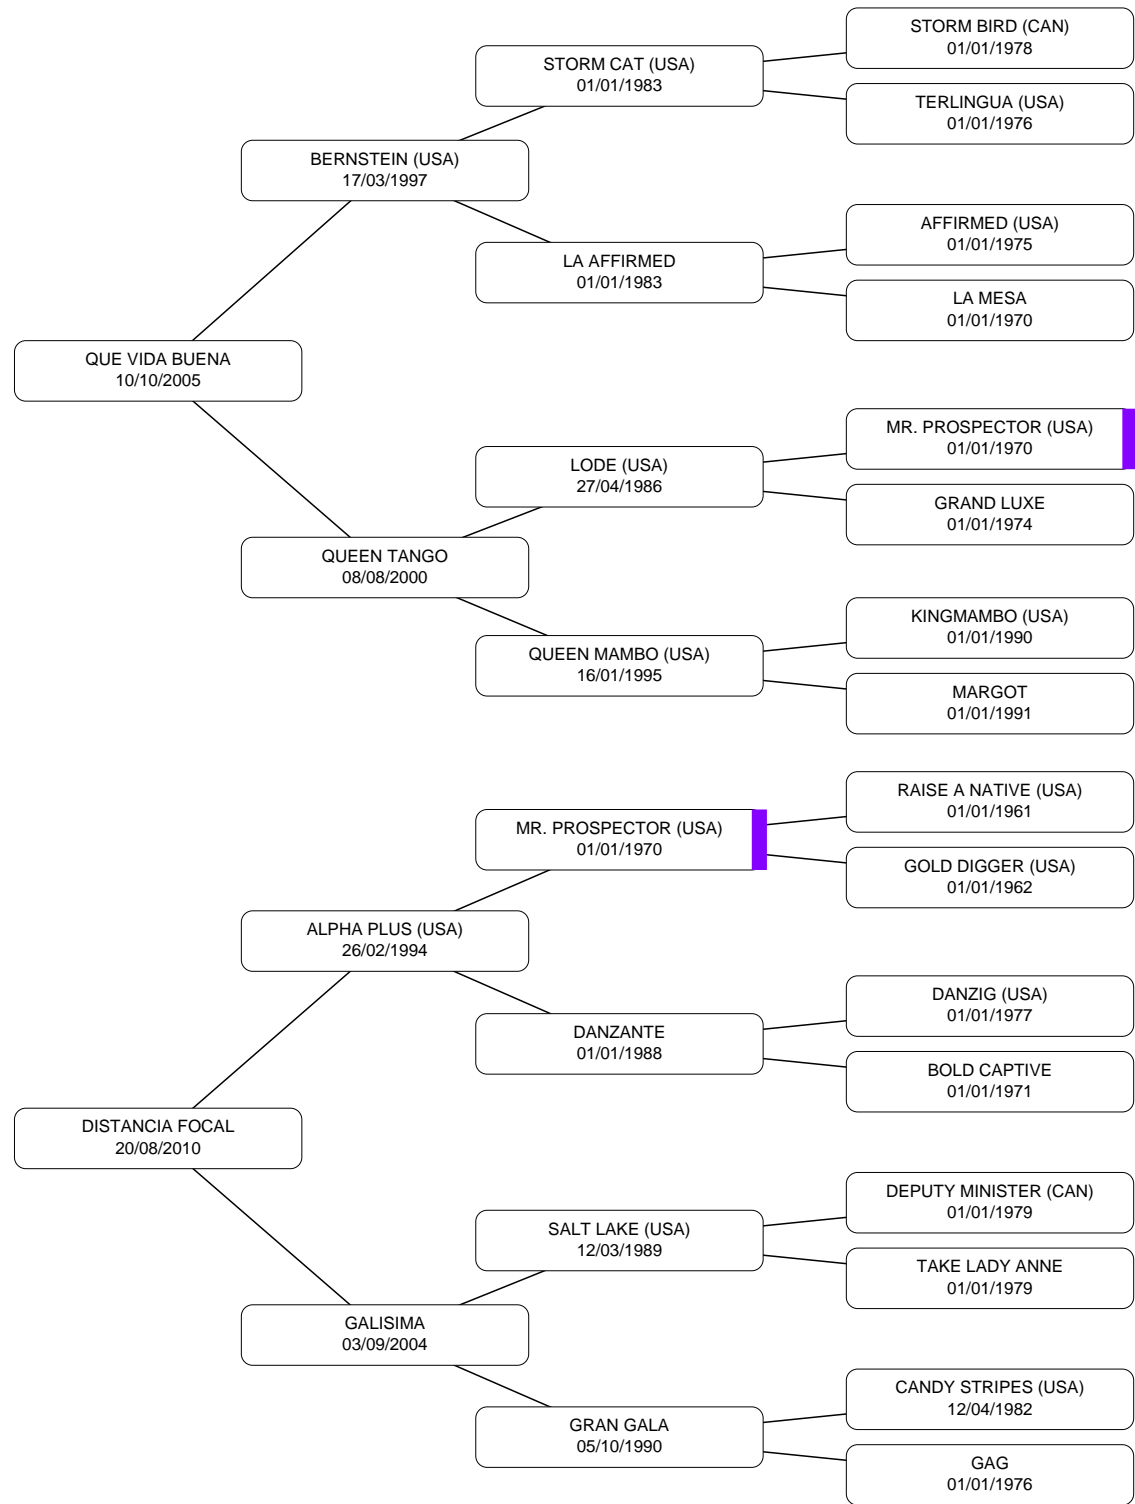 STORM BIRD (CAN)
01/01/1978
STORM CAT (USA)
01/01/1983
TERLINGUA (USA)
01/01/1976
BERNSTEIN (USA)
17/03/1997
AFFIRMED (USA)
01/01/1975
LA AFFIRMED
01/01/1983
LA MESA
01/01/1970
QUE VIDA BUENA
10/10/2005
MR. PROSPECTOR (USA)
01/01/1970
LODE (USA)
27/04/1986
GRAND LUXE
01/01/1974
QUEEN TANGO
08/08/2000
KINGMAMBO (USA)
01/01/1990
QUEEN MAMBO (USA)
16/01/1995
MARGOT
01/01/1991
RAISE A NATIVE (USA)
01/01/1961
MR. PROSPECTOR (USA)
01/01/1970
GOLD DIGGER (USA)
01/01/1962
ALPHA PLUS (USA)
26/02/1994
DANZIG (USA)
01/01/1977
DANZANTE
01/01/1988
BOLD CAPTIVE
01/01/1971
DISTANCIA FOCAL
20/08/2010
DEPUTY MINISTER (CAN)
01/01/1979
SALT LAKE (USA)
12/03/1989
TAKE LADY ANNE
01/01/1979
GALISIMA
03/09/2004
CANDY STRIPES (USA)
12/04/1982
GRAN GALA
05/10/1990
GAG
01/01/1976